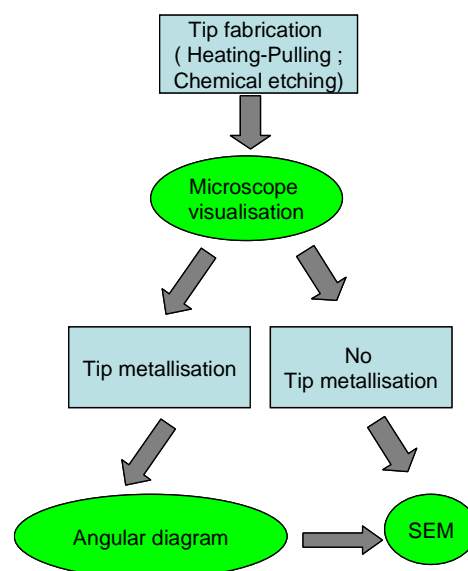 Tip fabrication
( Heating-Pulling ;
Chemical etching)
Microscope
visualisation
Tip metallisation
No
Tip metallisation
Angular diagram
SEM